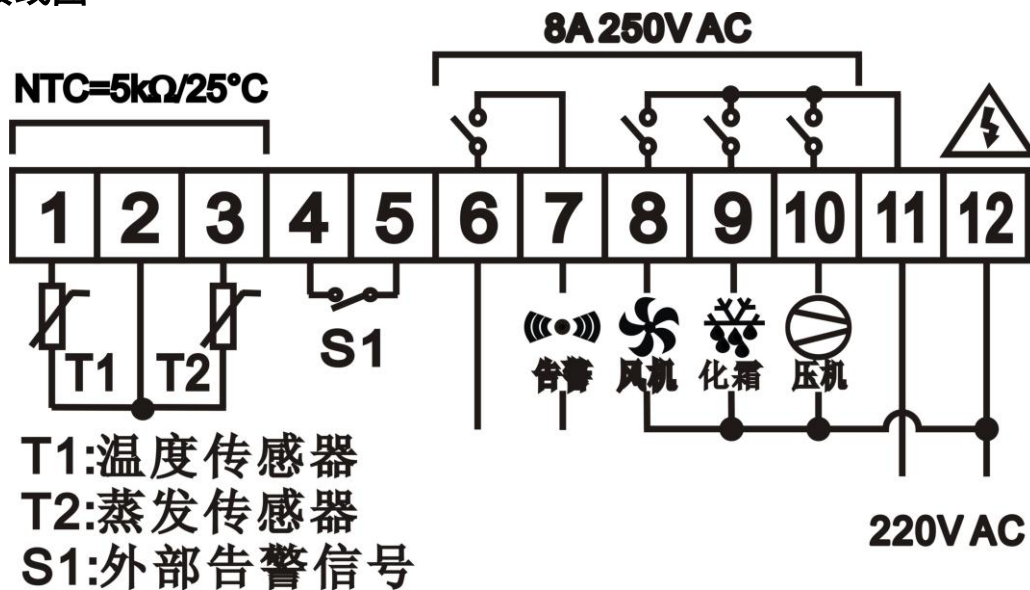 8A 250V AC
NTC=5kΩ/25°C
1 2 3 4 5 6 7 8 9 10 11 12
S1
T1 T2
告警 风机 化霜 压机
T1:温度传感器
T2:蒸发传感器
S1:外部告警信号
220V AC